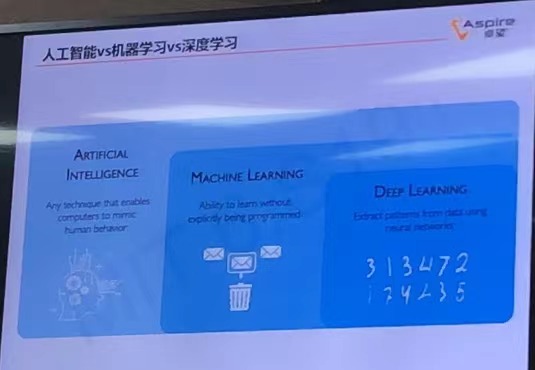 人工智能vs机器学习vs深度学习
Aspire
卓望
ARTIFICIAL
INTELLIGENCE
Any technique that enables
computers to mimic
human behavior
MACHINE LEARNING
Ability to learn without
explicitly being programmed
DEEP LEARNING
Extract patterns from data using
neural networks
3 1 3 4 7 2
1 7 4 2 3 5